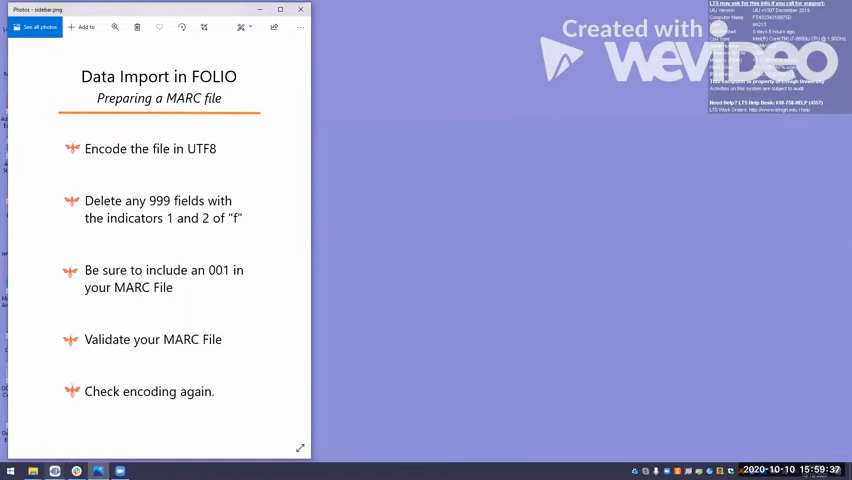 Photos - sidebar.png
See all photos
Add to
Data Import in FOLIO
Preparing a MARC file
Encode the file in UTF8
Delete any 999 fields with
the indicators 1 and 2 of "f"
Be sure to include an 001 in
your MARC File
Validate your MARC File
Check encoding again.
Created with
WeVideo
LTS may ask for this info if you call for support:
Activities on this system are subject to audit
Need Help? LTS Help Desk: 610-758-HELP (4357)
2020-10-10 15:59:37